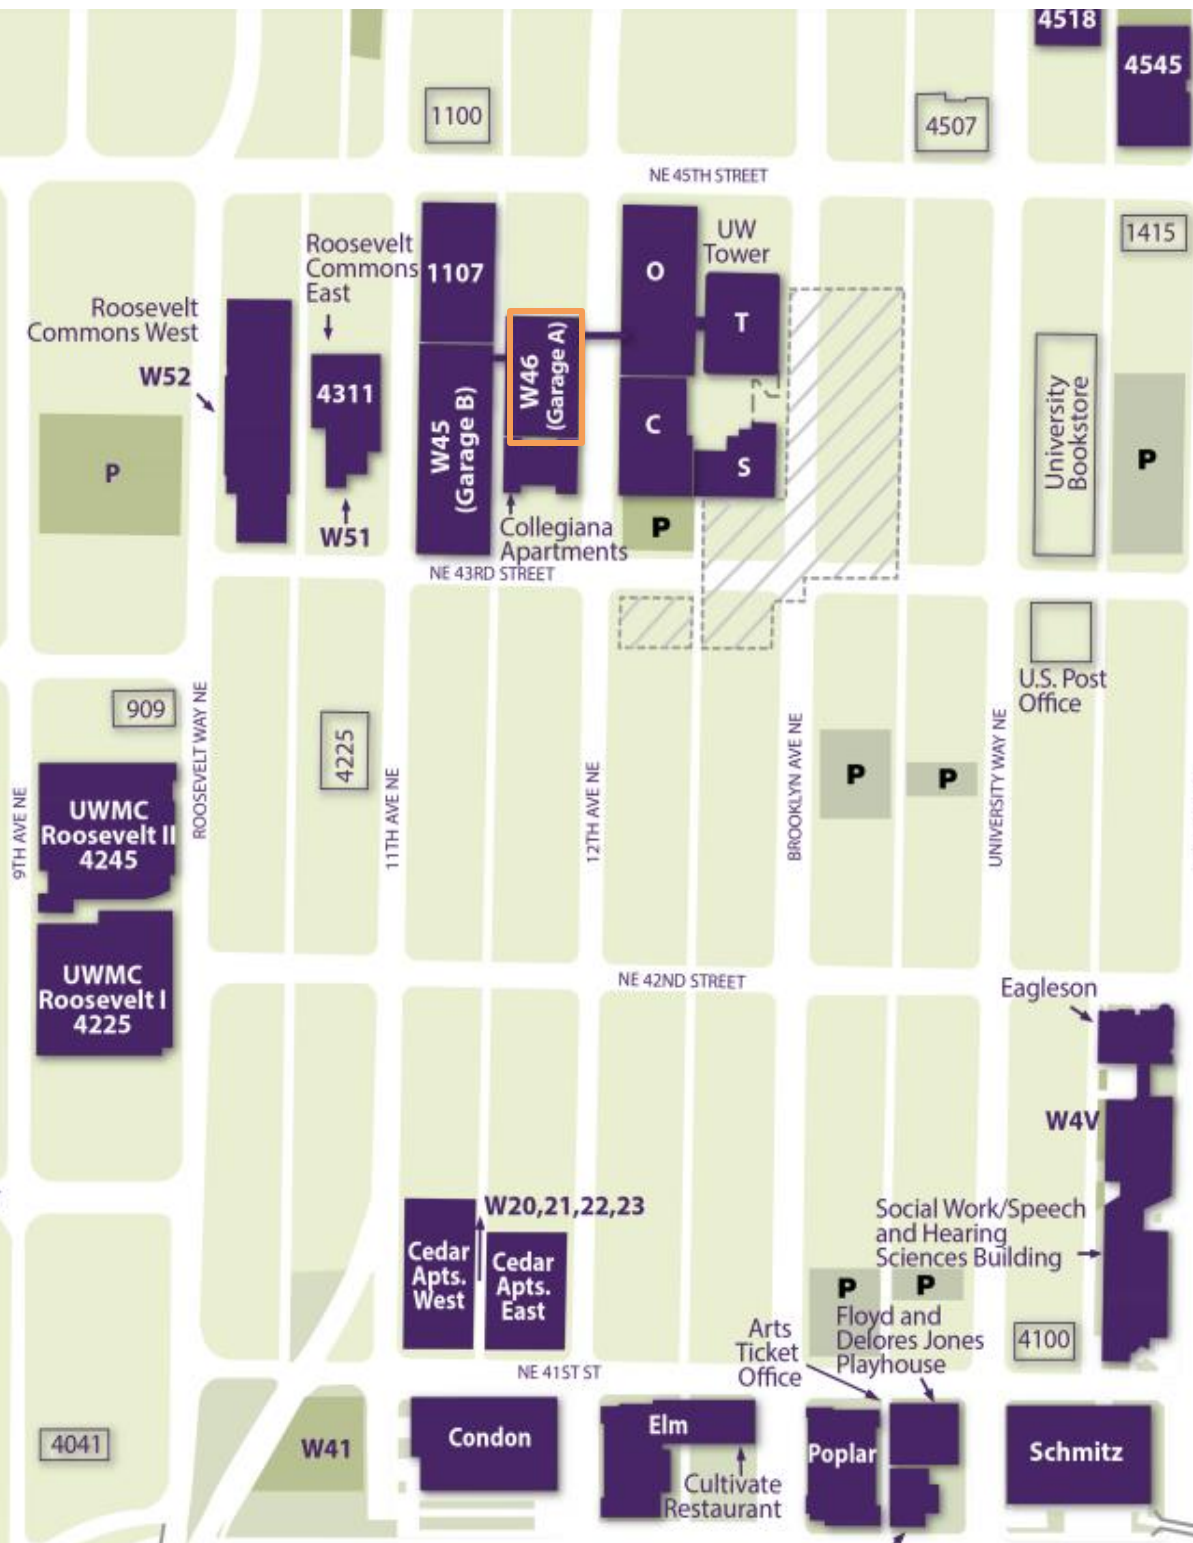 4518
4545
1100
4507
NE 45TH STREET
1415
Roosevelt
Commons
East
1107
O
UW
Tower
T
Roosevelt
Commons West
W52
4311
W46
(Garage A)
W45
(Garage B)
C
S
University
Bookstore
P
P
W51
Collegiana
Apartments
P
NE 43RD STREET
U.S. Post
Office
909
ROOSEVELT WAY NE
4225
11TH AVE NE
12TH AVE NE
BROOKLYN AVE NE
P
P
UNIVERSITY WAY NE
9TH AVE NE
UWMC
Roosevelt II
4245
UWMC
Roosevelt I
4225
NE 42ND STREET
Eagleson
W4V
W20,21,22,23
Cedar
Apts.
West
Cedar
Apts.
East
Social Work/Speech
and Hearing
Sciences Building
P
P
Arts
Ticket
Office
Floyd and
Delores Jones
Playhouse
4100
NE 41ST ST
4041
W41
Condon
Elm
Cultivate
Restaurant
Poplar
Schmitz